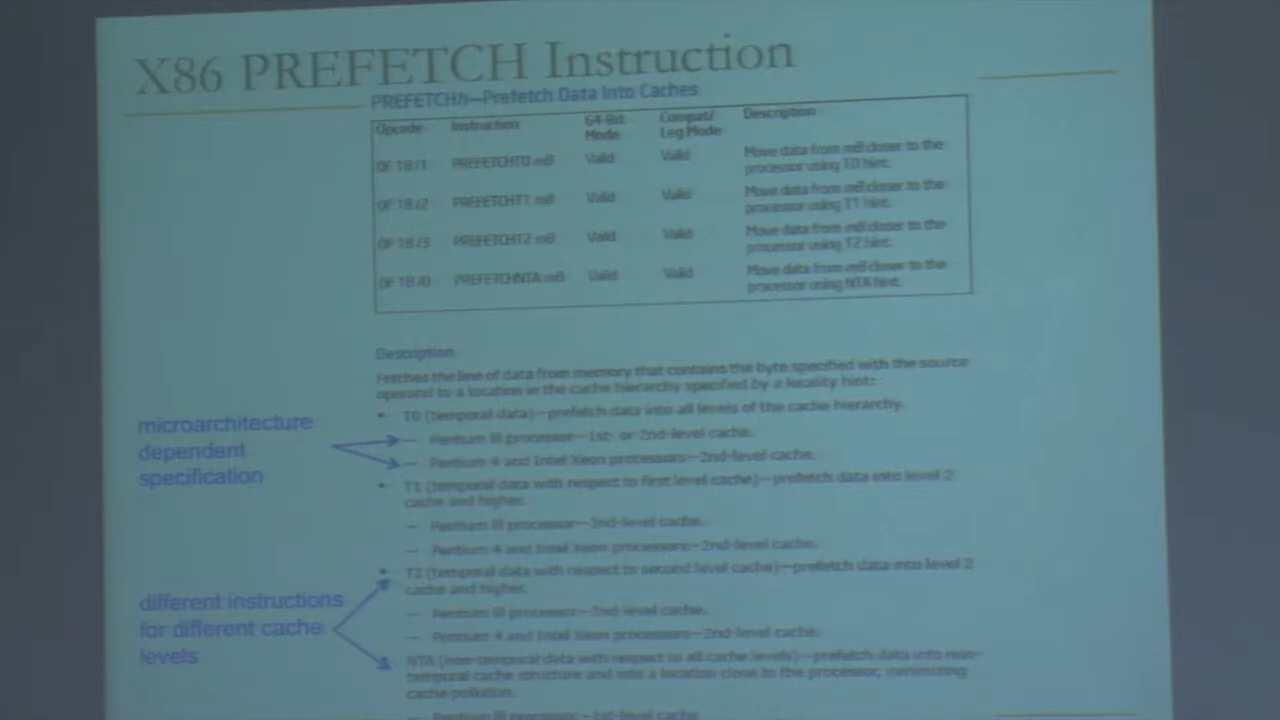 X86 PREFETCH Instruction
PREFETCHh—Prefetch Data Into Caches
Opcode Instruction 64-Bit Mode Compat/ Leg Mode Description
0F 18 /1 PREFETCHT0 m8 Valid Valid Move data from m8 closer to the
processor using T0 hint.
0F 18 /2 PREFETCHT1 m8 Valid Valid Move data from m8 closer to the
processor using T1 hint.
0F 18 /3 PREFETCHT2 m8 Valid Valid Move data from m8 closer to the
processor using T2 hint.
0F 18 /0 PREFETCHNTA m8 Valid Valid Move data from m8 closer to the
processor using NTA hint.
Description
Fetches the line of data from memory that contains the byte specified with the source
operand to a location in the cache hierarchy specified by a locality hint:
• T0 (temporal data)—prefetch data into all levels of the cache hierarchy.
microarchitecture
dependent
specification
— Pentium III processor—1st- or 2nd-level cache.
— Pentium 4 and Intel Xeon processors—2nd-level cache.
• T1 (temporal data with respect to first level cache)—prefetch data into level 2
cache and higher.
— Pentium III processor—2nd-level cache.
— Pentium 4 and Intel Xeon processors—2nd-level cache.
• T2 (temporal data with respect to second level cache)—prefetch data into level 2
cache and higher.
different instructions
for different cache
levels
— Pentium III processor—2nd-level cache.
— Pentium 4 and Intel Xeon processors—2nd-level cache.
• NTA (non-temporal data with respect to all cache levels)—prefetch data into non-
temporal cache structure and into a location close to the processor, minimizing
cache pollution.
— Pentium III processor—1st-level cache